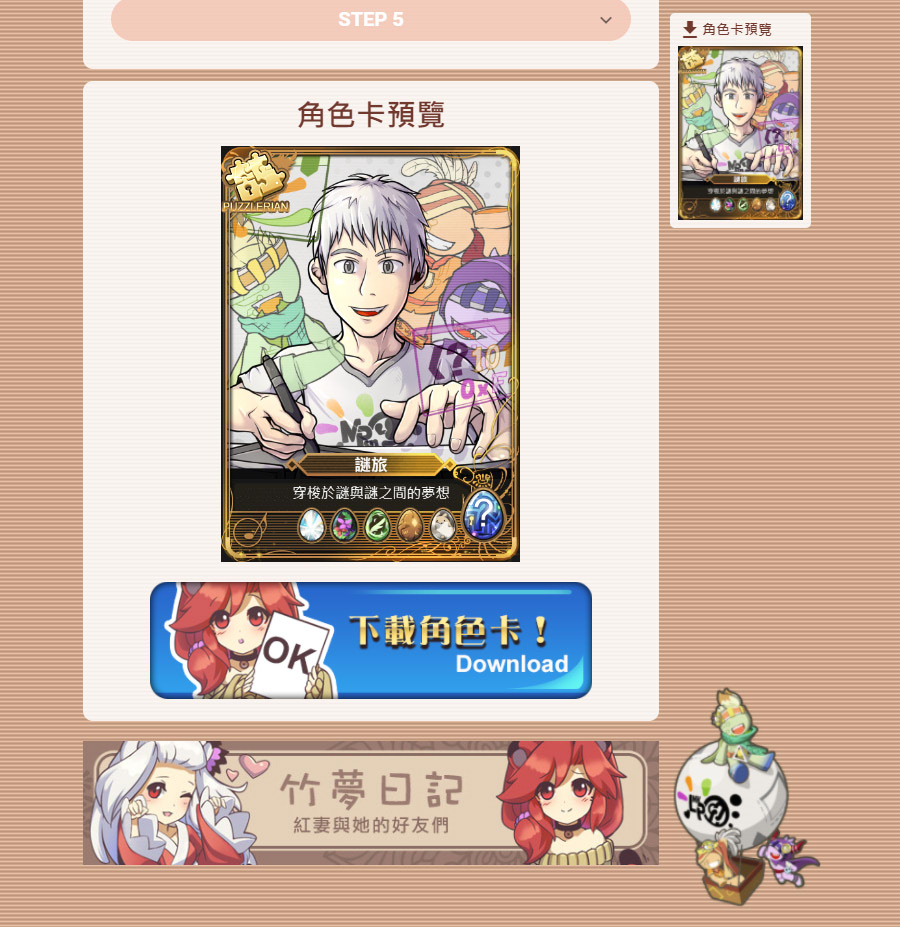 STEP 5
角色卡預覽
角色卡預覽
PUZZLERIAN
謎旅
穿梭於謎與謎之間的夢想
OK
下載角色卡！
Download
竹夢日記
紅妻與她的好友們